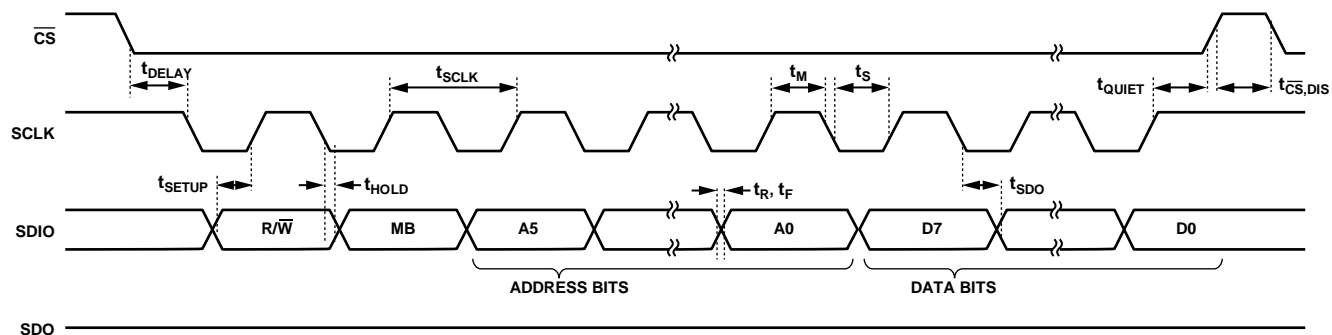 CS
tDELAY
tSCLK
tM
tS
tQUIET
tCS,DIS
SCLK
tSETUP
tHOLD
tR, tF
tSDO
SDIO
R/W
MB
A5
A0
D7
D0
ADDRESS BITS
DATA BITS
SDO